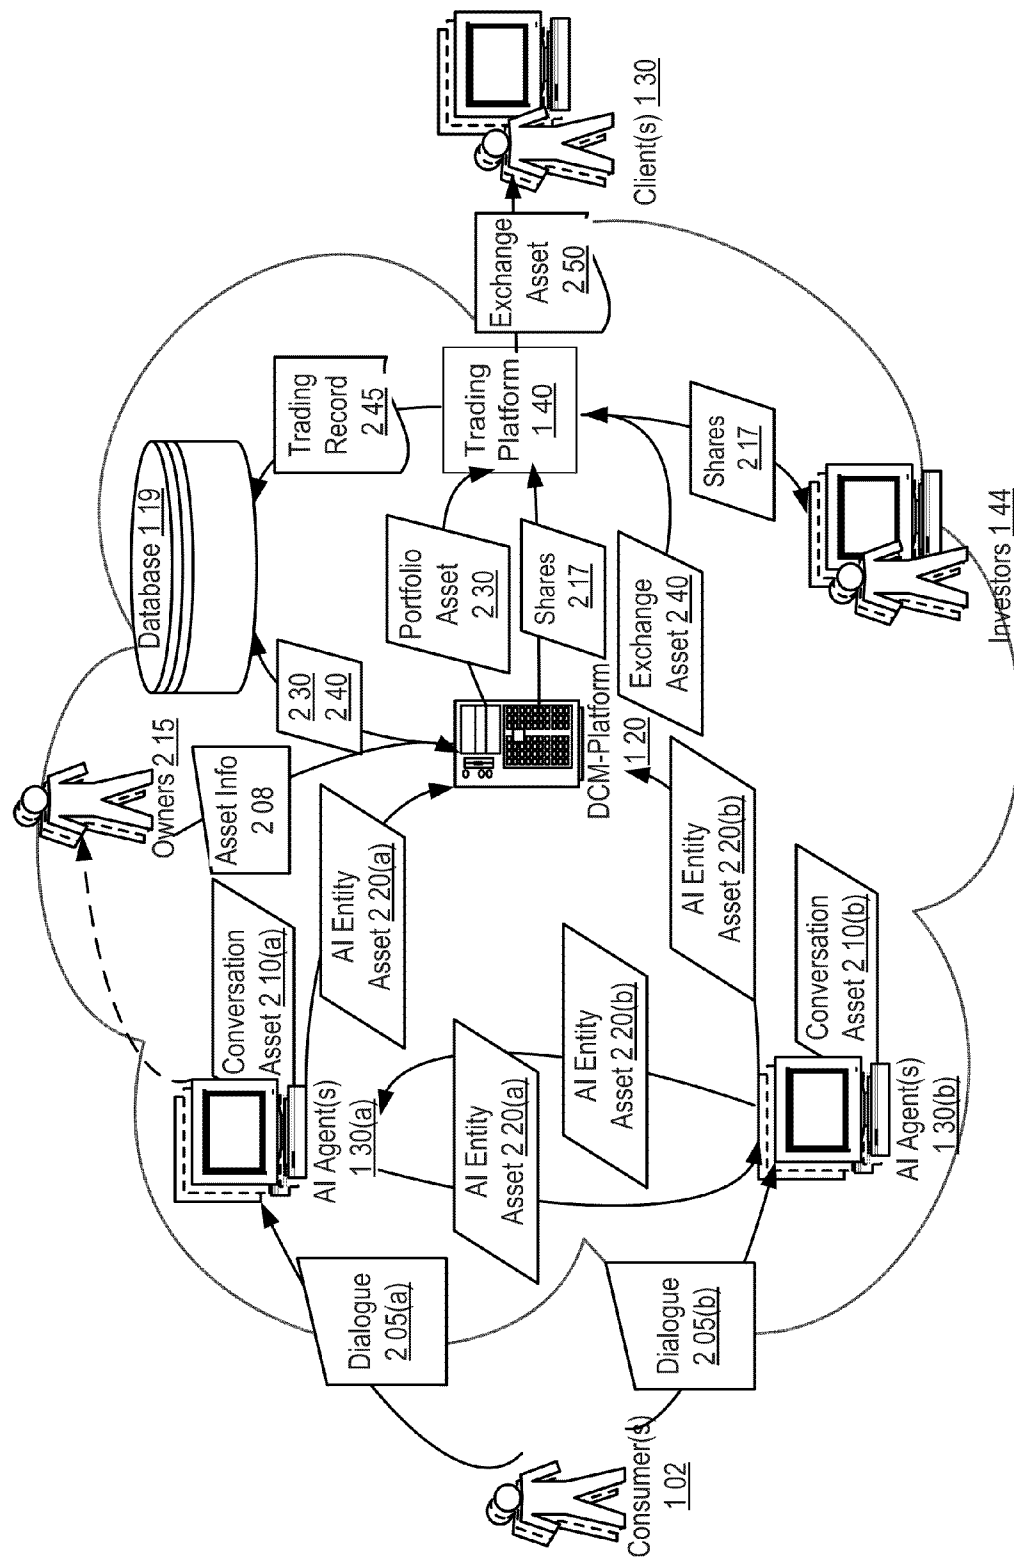 Consumer(s)
1 02
Dialogue
2 05(a)
Dialogue
2 05(b)
AI Agent(s)
1 30(a)
AI Agent(s)
1 30(b)
Conversation
Asset 2 10(a)
Conversation
Asset 2 10(b)
AI Entity
Asset 2 20(a)
AI Entity
Asset 2 20(b)
AI Entity
Asset 2 20(a)
AI Entity
Asset 2 20(b)
Owners 2 15
Asset Info
2 08
DCM-Platform
1 20
2 30
2 40
Database 1 19
Portfolio
Asset
2 30
Shares
2 17
Exchange
Asset 2 40
Trading
Record
2 45
Trading
Platform
1 40
Shares
2 17
Investors 1 44
Exchange
Asset
2 50
Client(s) 1 30